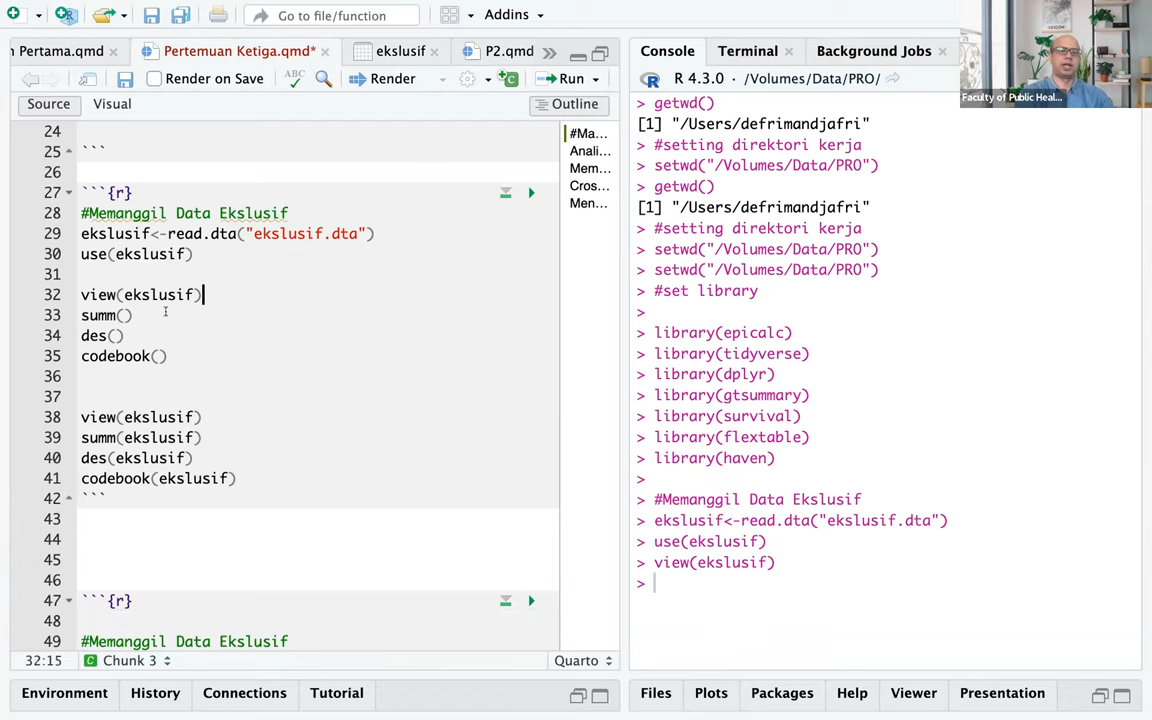 Go to file/function
Addins
n Pertama.qmd
Pertemuan Ketiga.qmd*
ekslusif
P2.qmd
Render on Save
ABC
Render
Run
Source
Visual
Outline
24
25 ```
26
27 ```{r}
28 #Memanggil Data Ekslusif
29 ekslusif<-read.dta("ekslusif.dta")
30 use(ekslusif)
31
32 view(ekslusif)
33 summ()
34 des()
35 codebook()
36
37
38 view(ekslusif)
39 summ(ekslusif)
40 des(ekslusif)
41 codebook(ekslusif)
42 ```
43
44
45
46
47 ```{r}
48
49 #Memanggil Data Ekslusif
#Ma...
Anali...
Mem...
Cros...
Men...
32:15
Chunk 3
Quarto
Environment
History
Connections
Tutorial
Console
Terminal
Background Jobs
R 4.3.0 · /Volumes/Data/PRO/
> getwd()
[1] "/Users/defrimandjafri"
> #setting direktori kerja
> setwd("/Volumes/Data/PRO")
> getwd()
[1] "/Users/defrimandjafri"
> #setting direktori kerja
> setwd("/Volumes/Data/PRO")
> setwd("/Volumes/Data/PRO")
> #set library
>
> library(epicalc)
> library(tidyverse)
> library(dplyr)
> library(gtsummary)
> library(survival)
> library(flextable)
> library(haven)
>
> #Memanggil Data Ekslusif
> ekslusif<-read.dta("ekslusif.dta")
> use(ekslusif)
> view(ekslusif)
>
Files
Plots
Packages
Help
Viewer
Presentation
Faculty of Public Heal...